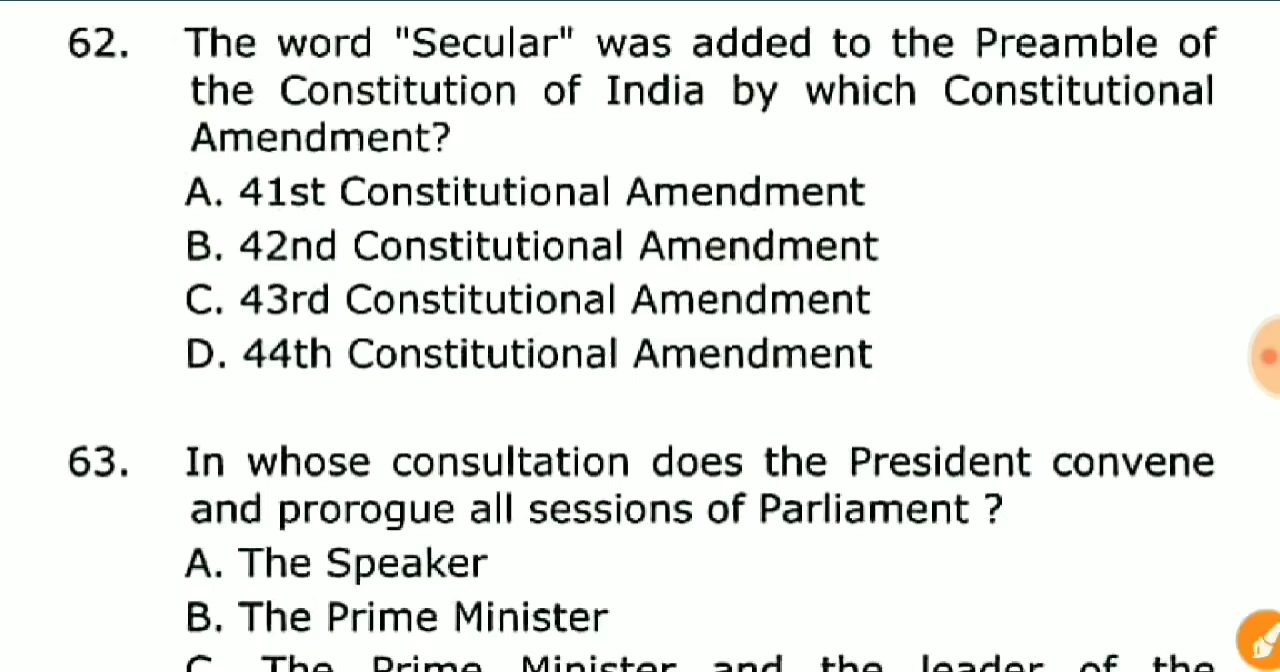 62. The word "Secular" was added to the Preamble of
the Constitution of India by which Constitutional
Amendment?
A. 41st Constitutional Amendment
B. 42nd Constitutional Amendment
C. 43rd Constitutional Amendment
D. 44th Constitutional Amendment
63. In whose consultation does the President convene
and prorogue all sessions of Parliament ?
A. The Speaker
B. The Prime Minister
C. The Prime Minister and the leader of the